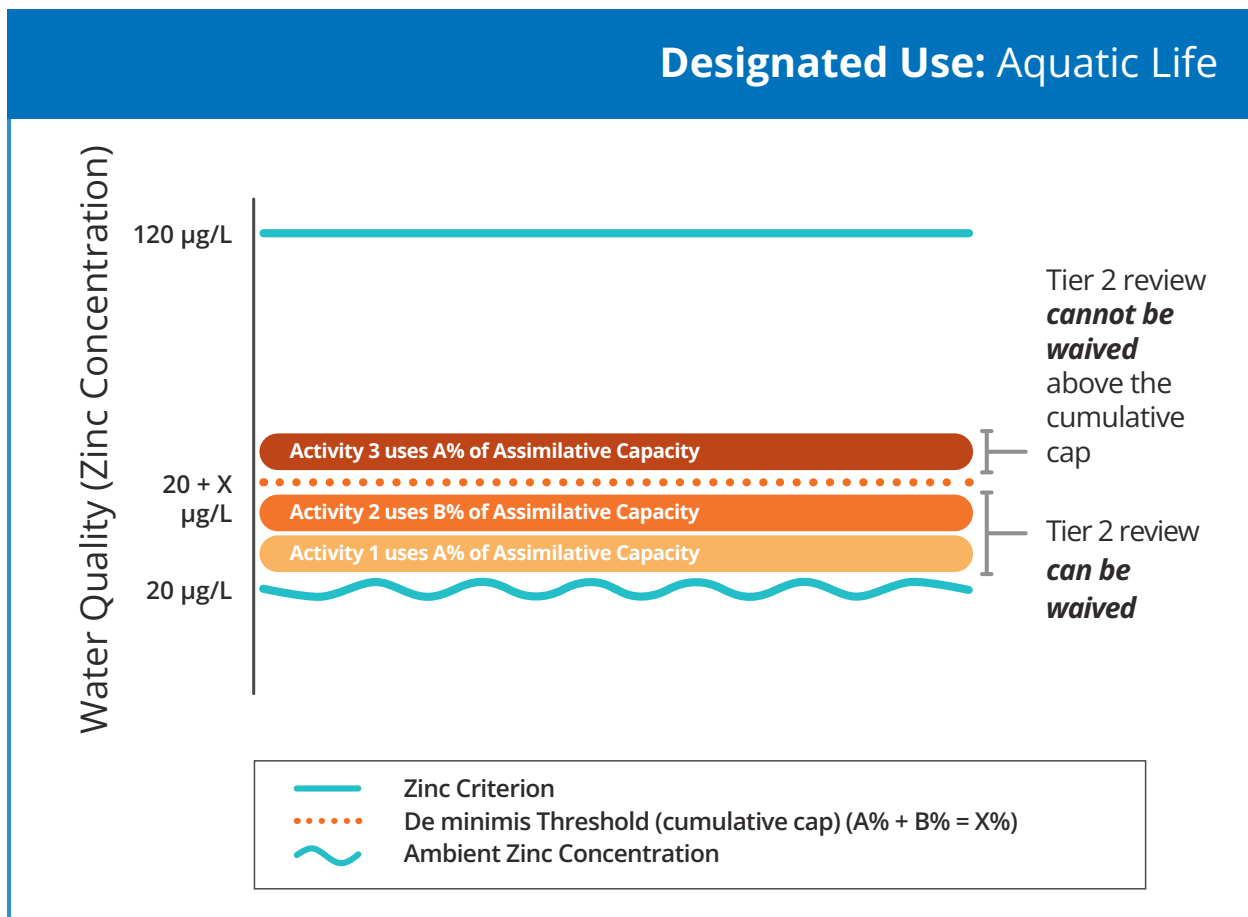 Designated Use: Aquatic Life
Water Quality (Zinc Concentration)
120 µg/L
Tier 2 review
cannot be
waived
above the
cumulative
cap
Activity 3 uses A% of Assimilative Capacity
20 + X
µg/L
Activity 2 uses B% of Assimilative Capacity
Activity 1 uses A% of Assimilative Capacity
Tier 2 review
can be
waived
20 µg/L
Zinc Criterion
De minimis Threshold (cumulative cap) (A% + B% = X%)
Ambient Zinc Concentration